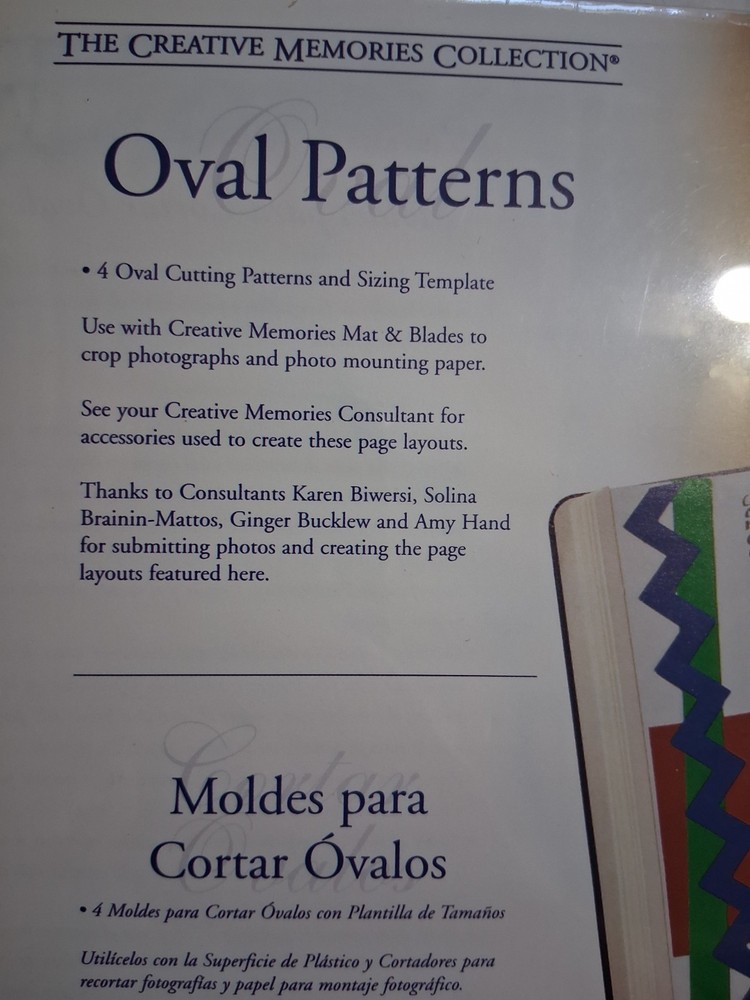 THE CREATIVE MEMORIES COLLECTION®
Oval Patterns
• 4 Oval Cutting Patterns and Sizing Template
Use with Creative Memories Mat & Blades to
crop photographs and photo mounting paper.
See your Creative Memories Consultant for
accessories used to create these page layouts.
Thanks to Consultants Karen Biwersi, Solina
Brainin-Mattos, Ginger Bucklew and Amy Hand
for submitting photos and creating the page
layouts featured here.
Cortar
Óvalos
Moldes para
Cortar Óvalos
• 4 Moldes para Cortar Óvalos con Plantilla de Tamaños
Utilícelos con la Superficie de Plástico y Cortadores para
recortar fotografías y papel para montaje fotográfico.